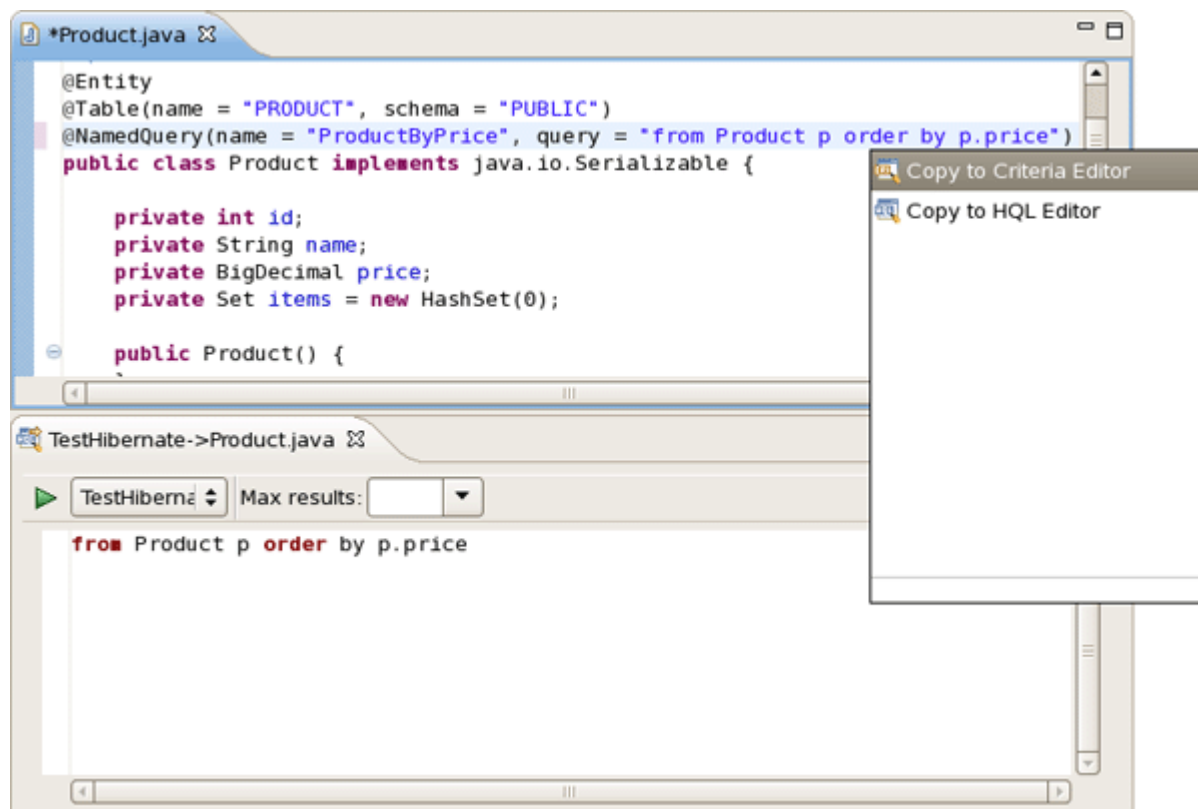 *Product.java
@Entity
@Table(name = "PRODUCT", schema = "PUBLIC")
@NamedQuery(name = "ProductByPrice", query = "from Product p order by p.price")
public class Product implements java.io.Serializable {
private int id;
private String name;
private BigDecimal price;
private Set items = new HashSet(0);
public Product() {
Copy to Criteria Editor
Copy to HQL Editor
TestHibernate->Product.java
TestHiberna Max results:
from Product p order by p.price